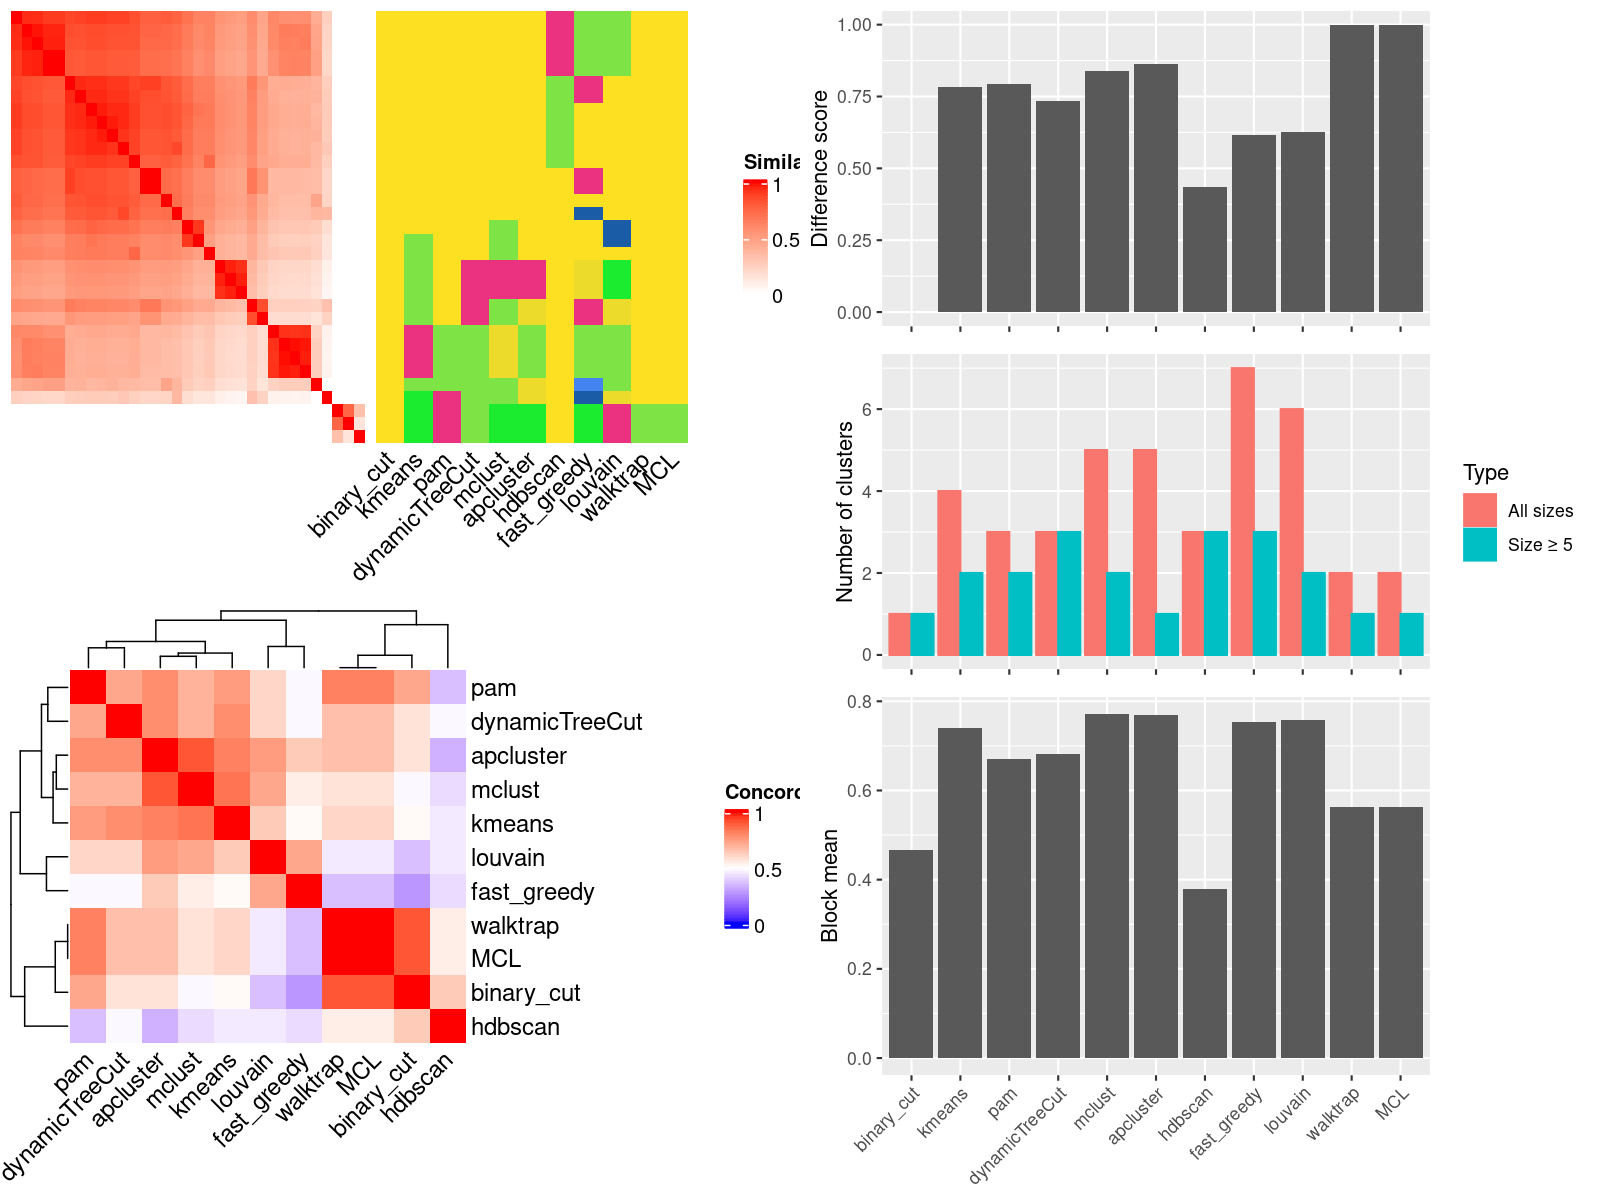 Simila
1
0.5
0
binary_cut
kmeans
pam
dynamicTreeCut
mclust
apcluster
hdbscan
fast_greedy
louvain
walktrap
MCL
pam
dynamicTreeCut
apcluster
mclust
kmeans
louvain
fast_greedy
walktrap
MCL
binary_cut
hdbscan
pam
dynamicTreeCut
apcluster
mclust
kmeans
louvain
fast_greedy
walktrap
MCL
binary_cut
hdbscan
Concorc
1
0.5
0
Difference score
1.00
0.75
0.50
0.25
0.00
Number of clusters
6
4
2
0
Type
All sizes
Size ≥ 5
Block mean
0.8
0.6
0.4
0.2
0.0
binary_cut
kmeans
pam
dynamicTreeCut
mclust
apcluster
hdbscan
fast_greedy
louvain
walktrap
MCL